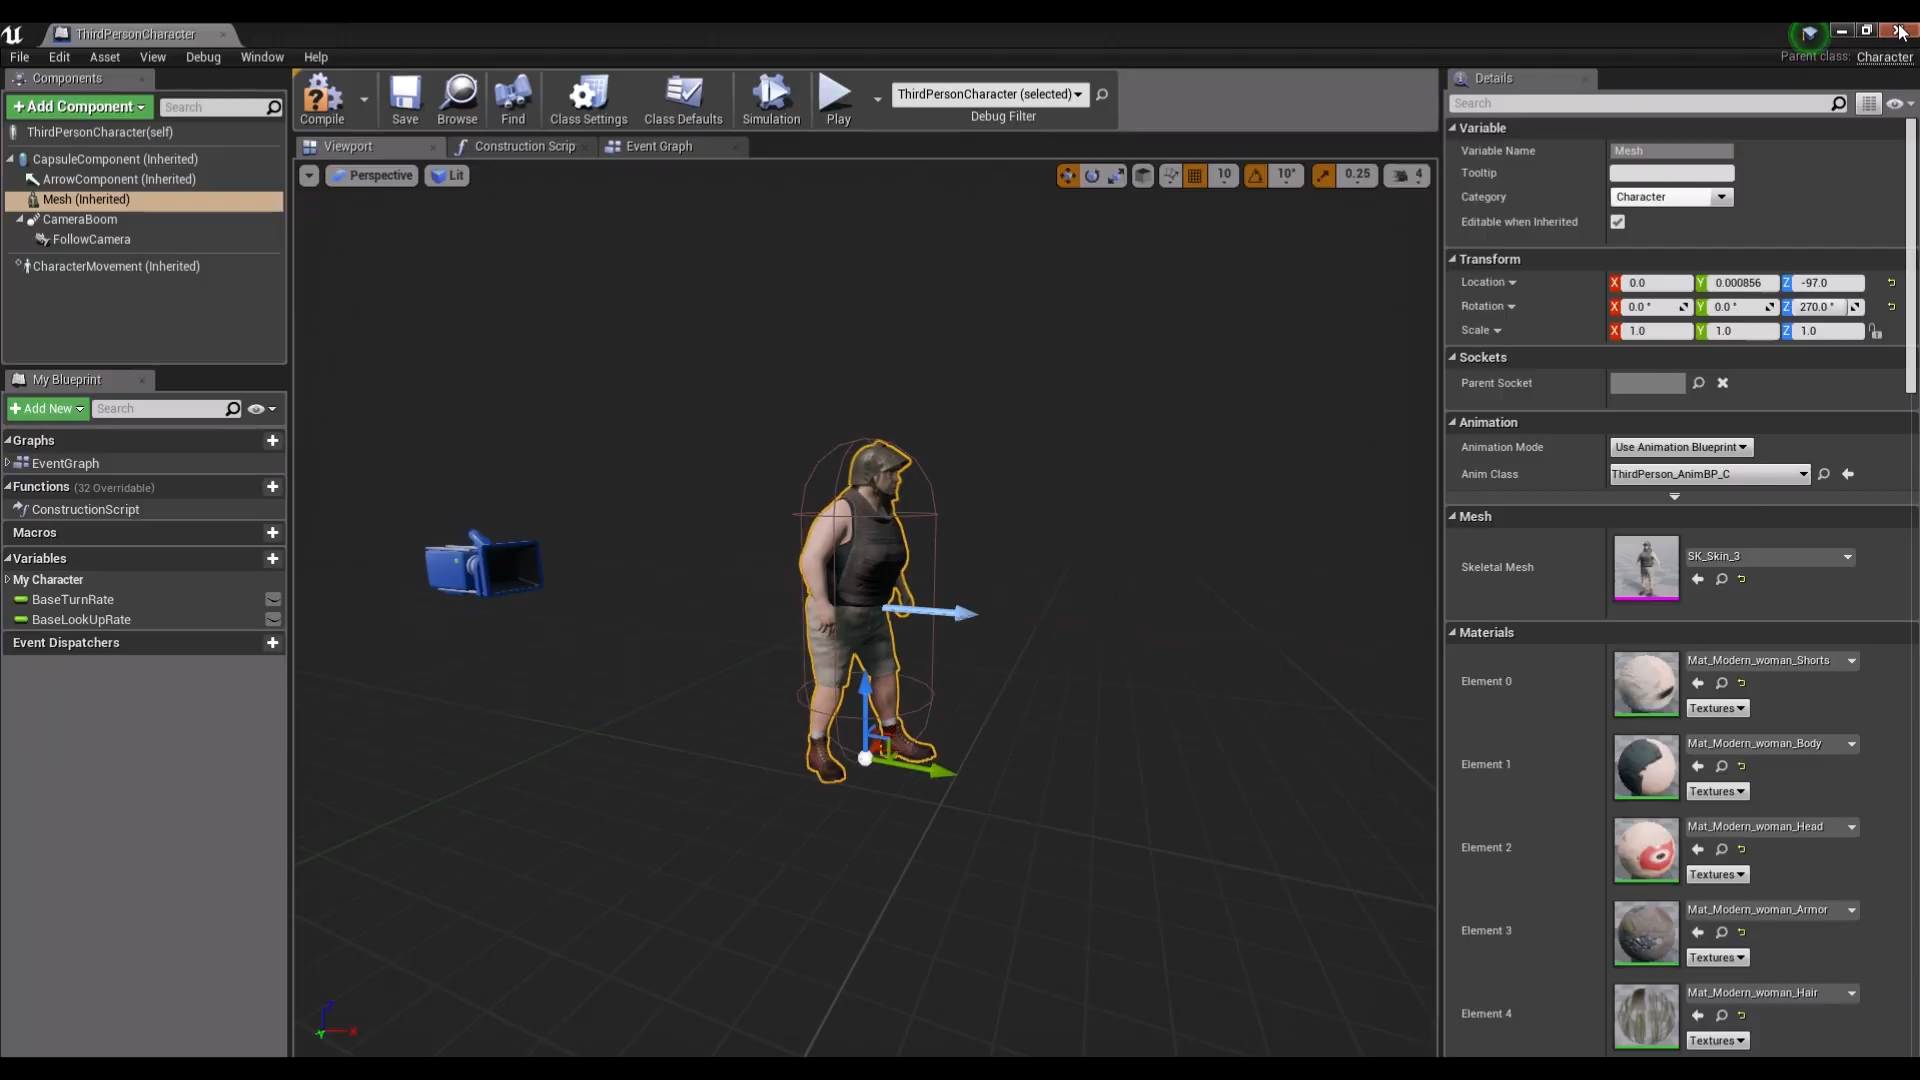 ThirdPersonCharacter
File Edit Asset View Debug Window Help
Parent class: Character
Components
+Add Component Search
ThirdPersonCharacter(self)
CapsuleComponent (Inherited)
ArrowComponent (Inherited)
Mesh (Inherited)
CameraBoom
FollowCamera
CharacterMovement (Inherited)
My Blueprint
+Add New Search
Graphs
EventGraph
Functions (32 Overridable)
ConstructionScript
Macros
Variables
My Character
BaseTurnRate
BaseLookUpRate
Event Dispatchers
Compile Save Browse Find Class Settings Class Defaults Simulation Play
ThirdPersonCharacter (selected)
Debug Filter
Viewport Construction Scrip Event Graph
Perspective Lit 10 10° 0.25 4
Z
X
Y
Details
Search
Variable
Variable Name Mesh
Tooltip
Category Character
Editable when Inherited
Transform
Location X 0.0 Y 0.000856 Z -97.0
Rotation X 0.0 ° Y 0.0 ° Z 270.0 °
Scale X 1.0 Y 1.0 Z 1.0
Sockets
Parent Socket
Animation
Animation Mode Use Animation Blueprint
Anim Class ThirdPerson_AnimBP_C
Mesh
Skeletal Mesh SK_Skin_3
Materials
Element 0 Mat_Modern_woman_Shorts
Textures
Element 1 Mat_Modern_woman_Body
Textures
Element 2 Mat_Modern_woman_Head
Textures
Element 3 Mat_Modern_woman_Armor
Textures
Element 4 Mat_Modern_woman_Hair
Textures